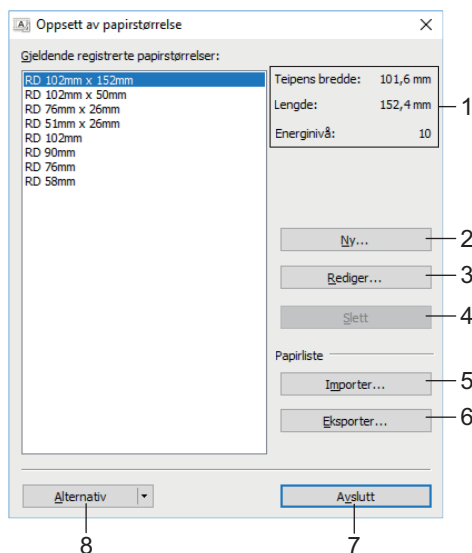 A
Oppsett av papirstørrelse
Gjeldende registrerte papirstørrelser:
RD 102mm x 152mm
RD 102mm x 50mm
RD 76mm x 26mm
RD 51mm x 26mm
RD 102mm
RD 90mm
RD 76mm
RD 58mm
Teipens bredde: 101,6 mm
Lengde: 152,4 mm
Energinivå: 10
1
Ny...
2
Rediger...
3
Slett
4
Papirliste
Importer...
5
Eksporter...
6
Alternativ
Avslutt
8
7